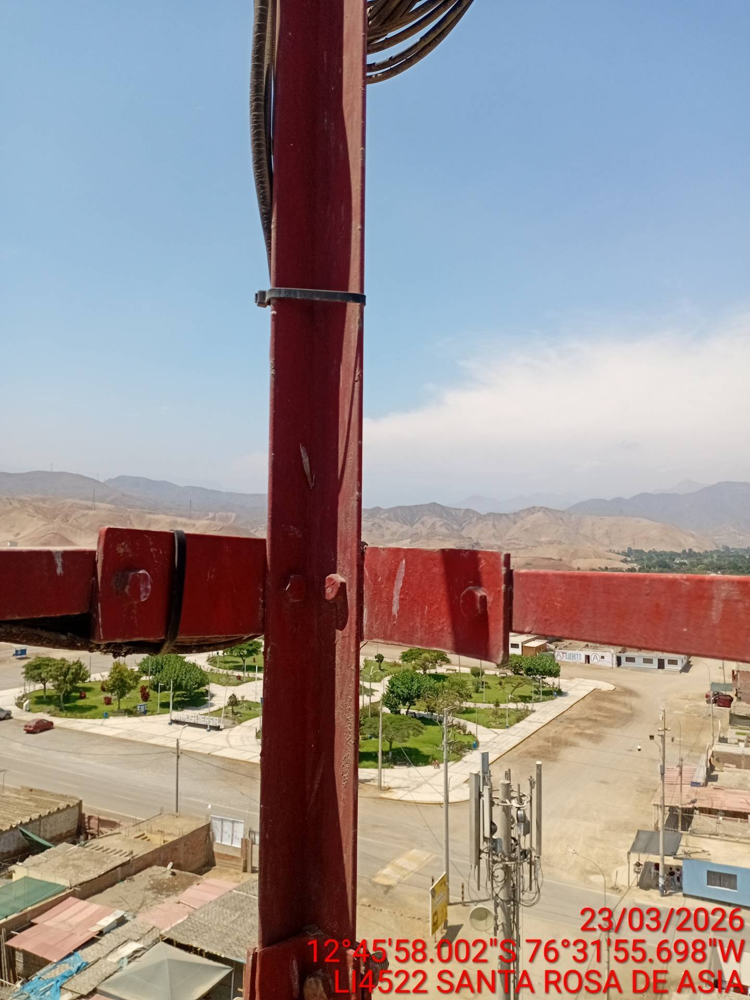 LUCHITO
23/03/2026
12°45'58.002"S 76°31'55.698"W
LI4522 SANTA ROSA DE ASIA